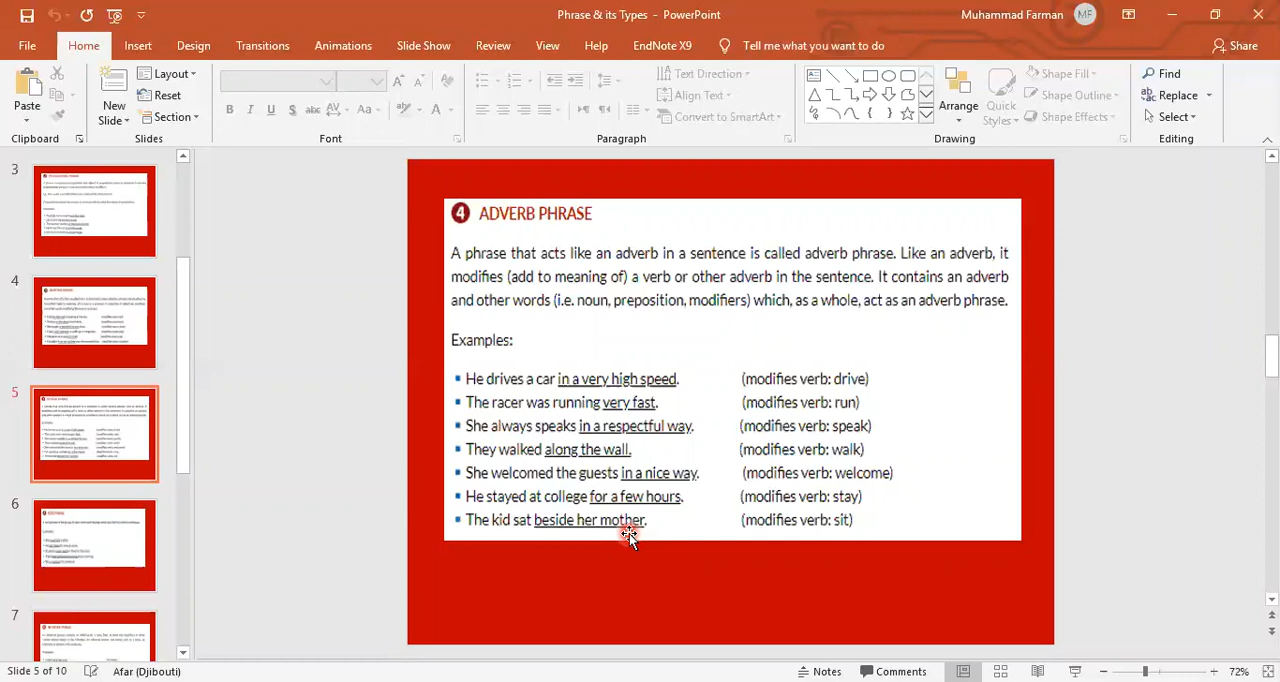 Phrase & its Types - PowerPoint
Muhammad Farman MF
File Home Insert Design Transitions Animations Slide Show Review View Help EndNote X9 Tell me what you want to do Share
Paste New Slide Layout Reset Section Text Direction Align Text Convert to SmartArt Arrange Quick Styles Shape Fill Shape Outline Shape Effects Find Replace Select
Clipboard Slides Font Paragraph Drawing Editing
3
4
5
6
7
4 ADVERB PHRASE
A phrase that acts like an adverb in a sentence is called adverb phrase. Like an adverb, it
modifies (add to meaning of) a verb or other adverb in the sentence. It contains an adverb
and other words (i.e. noun, preposition, modifiers) which, as a whole, act as an adverb phrase.
Examples:
He drives a car in a very high speed. (modifies verb: drive)
The racer was running very fast. (modifies verb: run)
She always speaks in a respectful way. (modifies verb: speak)
They walked along the wall. (modifies verb: walk)
She welcomed the guests in a nice way. (modifies verb: welcome)
He stayed at college for a few hours. (modifies verb: stay)
The kid sat beside her mother. (modifies verb: sit)
Slide 5 of 10 Afar (Djibouti) Notes Comments 72%